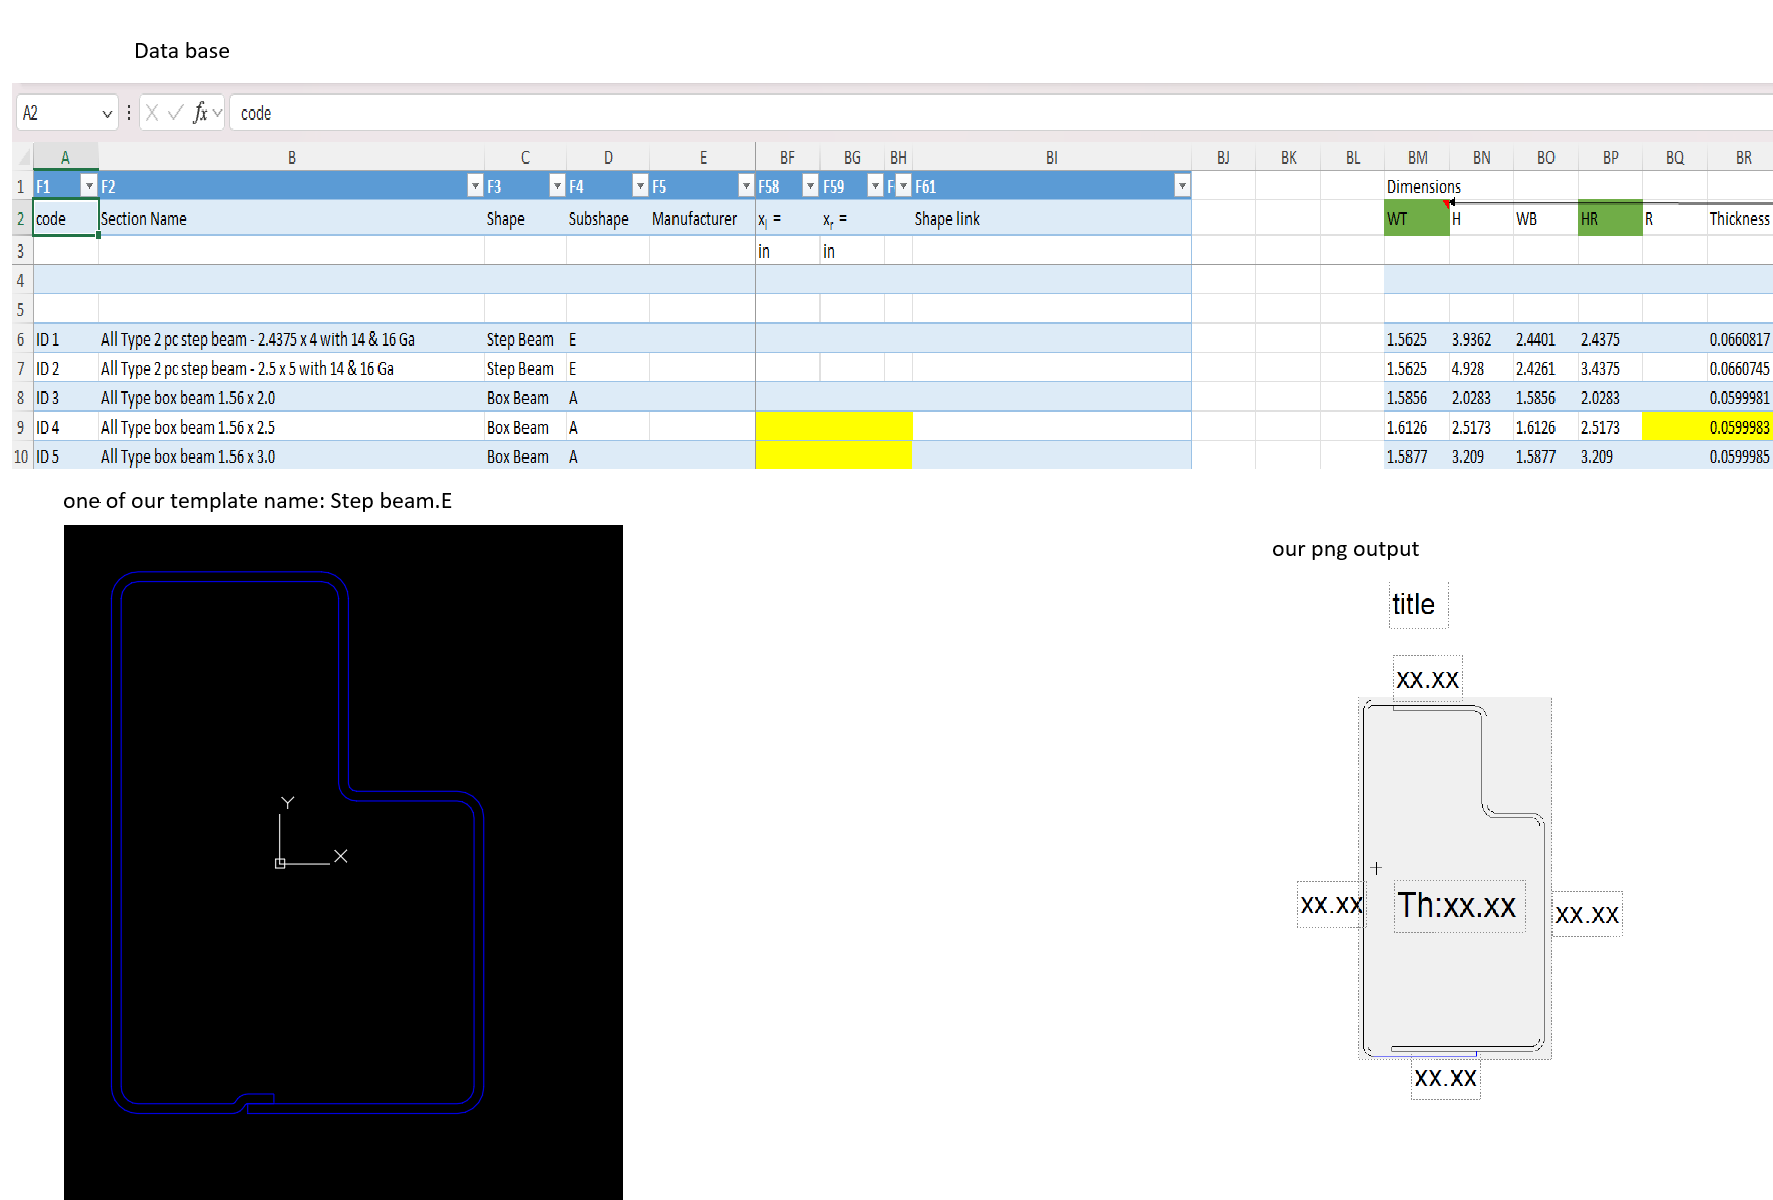 Data base
A2 fx code
A B C D E BF BG BH BI BJ BK BL BM BN BO BP BQ BR
1 F1 F2 F3 F4 F5 F58 F59 F F61 Dimensions
2 code Section Name Shape Subshape Manufacturer xl = xr = Shape link WT H WB HR R Thickness
3 in in
4
5
6 ID 1 All Type 2 pc step beam - 2.4375 x 4 with 14 & 16 Ga Step Beam E 1.5625 3.9362 2.4401 2.4375 0.0660817
7 ID 2 All Type 2 pc step beam - 2.5 x 5 with 14 & 16 Ga Step Beam E 1.5625 4.928 2.4261 3.4375 0.0660745
8 ID 3 All Type box beam 1.56 x 2.0 Box Beam A 1.5856 2.0283 1.5856 2.0283 0.0599981
9 ID 4 All Type box beam 1.56 x 2.5 Box Beam A 1.6126 2.5173 1.6126 2.5173 0.0599983
10 ID 5 All Type box beam 1.56 x 3.0 Box Beam A 1.5877 3.209 1.5877 3.209 0.0599985
one of our template name: Step beam.E
Y
X
our png output
title
xx.xx
xx.xx Th:xx.xx xx.xx
xx.xx